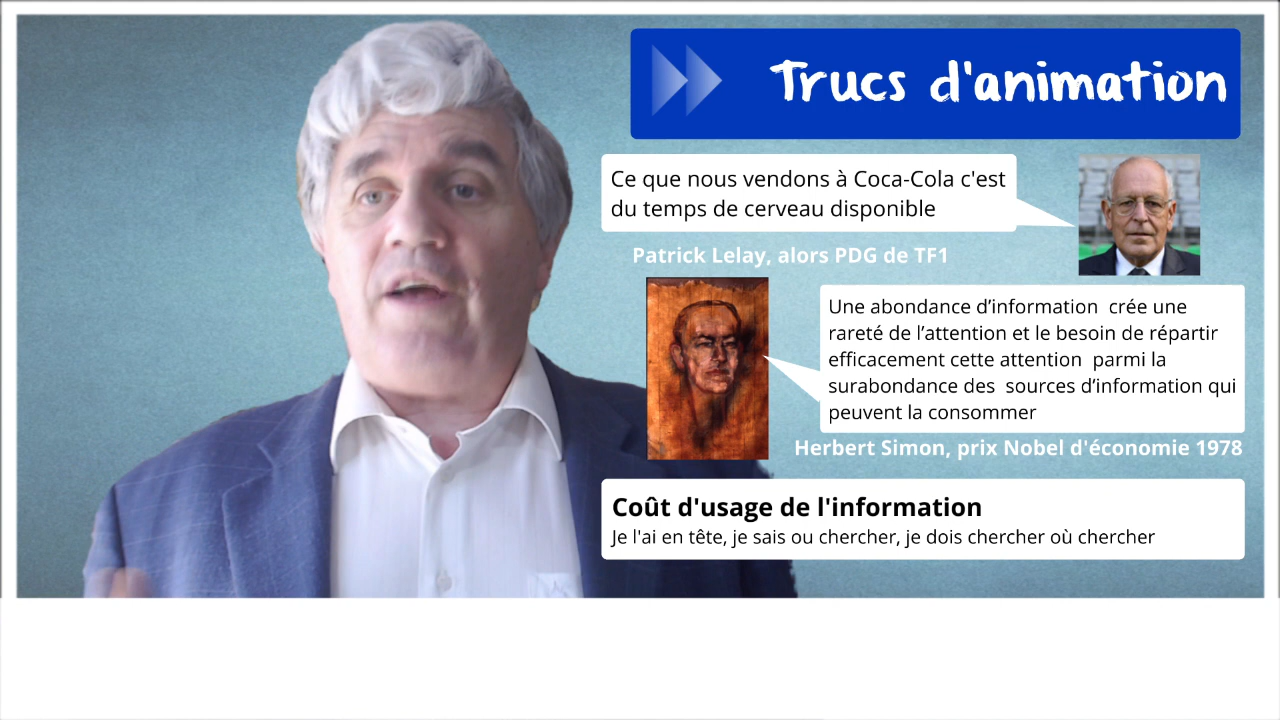 Trucs d'animation
Ce que nous vendons à Coca-Cola c'est
du temps de cerveau disponible
Patrick Lelay, alors PDG de TF1
Une abondance d’information  crée une
rareté de l’attention et le besoin de répartir
efficacement cette attention  parmi la
surabondance des  sources d’information qui
peuvent la consommer
Herbert Simon, prix Nobel d'économie 1978
Coût d'usage de l'information
Je l'ai en tête, je sais ou chercher, je dois chercher où chercher